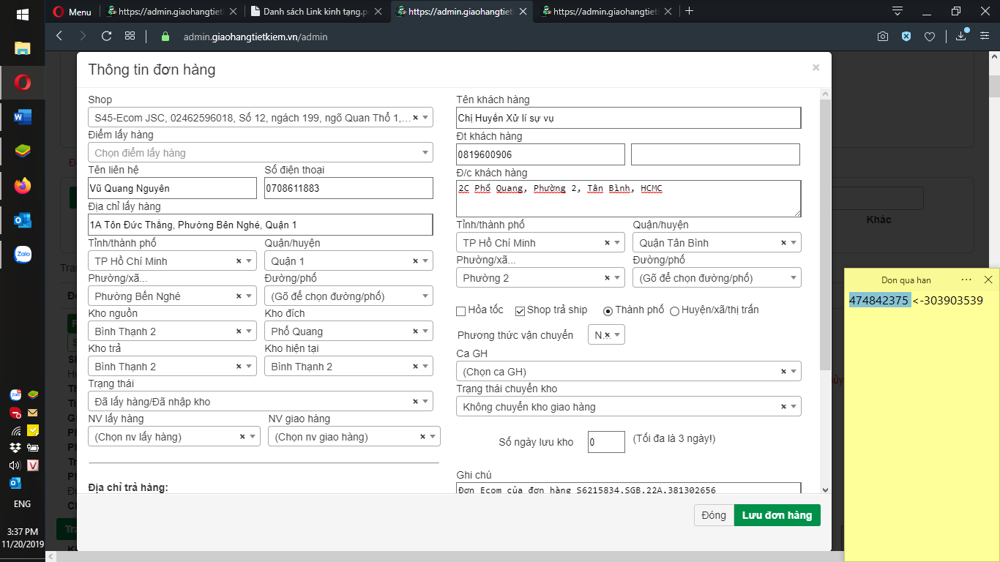 Menu
https://admin.giaohangtiet
Danh sách Link kinh tạng.p
https://admin.giaohangtiet
https://admin.giaohangtiet
admin.giaohangtietkiem.vn/admin
Thông tin đơn hàng
Shop
S45-Ecom JSC, 02462596018, Số 12, ngách 199, ngõ Quan Thổ 1,...
Điểm lấy hàng
Chọn điểm lấy hàng
Tên liên hệ
Số điện thoại
Vũ Quang Nguyên
0708611883
Địa chỉ lấy hàng
1A Tôn Đức Thắng, Phường Bến Nghé, Quận 1
Tỉnh/thành phố
Quận/huyện
TP Hồ Chí Minh
Quận 1
Phường/xã...
Đường/phố
Phường Bến Nghé
(Gõ để chọn đường/phố)
Kho nguồn
Kho đích
Bình Thạnh 2
Phổ Quang
Kho trả
Kho hiện tại
Bình Thạnh 2
Bình Thạnh 2
Trạng thái
Đã lấy hàng/Đã nhập kho
NV lấy hàng
NV giao hàng
(Chọn nv lấy hàng)
(Chọn nv giao hàng)
Địa chỉ trả hàng:
Tên khách hàng
Chị Huyền Xử lí sự vụ
Đt khách hàng
0819600906
Đ/c khách hàng
2C Phổ Quang, Phường 2, Tân Bình, HCMC
Tỉnh/thành phố
Quận/huyện
TP Hồ Chí Minh
Quận Tân Bình
Phường/xã...
Đường/phố
Phường 2
(Gõ để chọn đường/phố)
Hỏa tốc
Shop trả ship
Thành phố
Huyện/xã/thị trấn
Phương thức vận chuyển
N...
Ca GH
(Chọn ca GH)
Trạng thái chuyển kho
Không chuyển kho giao hàng
Số ngày lưu kho
0
(Tối đa là 3 ngày!)
Ghi chú
Đơn Ecom của đơn hàng S6215834.SGB.22A.381302656
Đóng
Lưu đơn hàng
Khác
Don qua han
474842375 <-303903539
Zalo
ENG
3:37 PM
11/20/2019